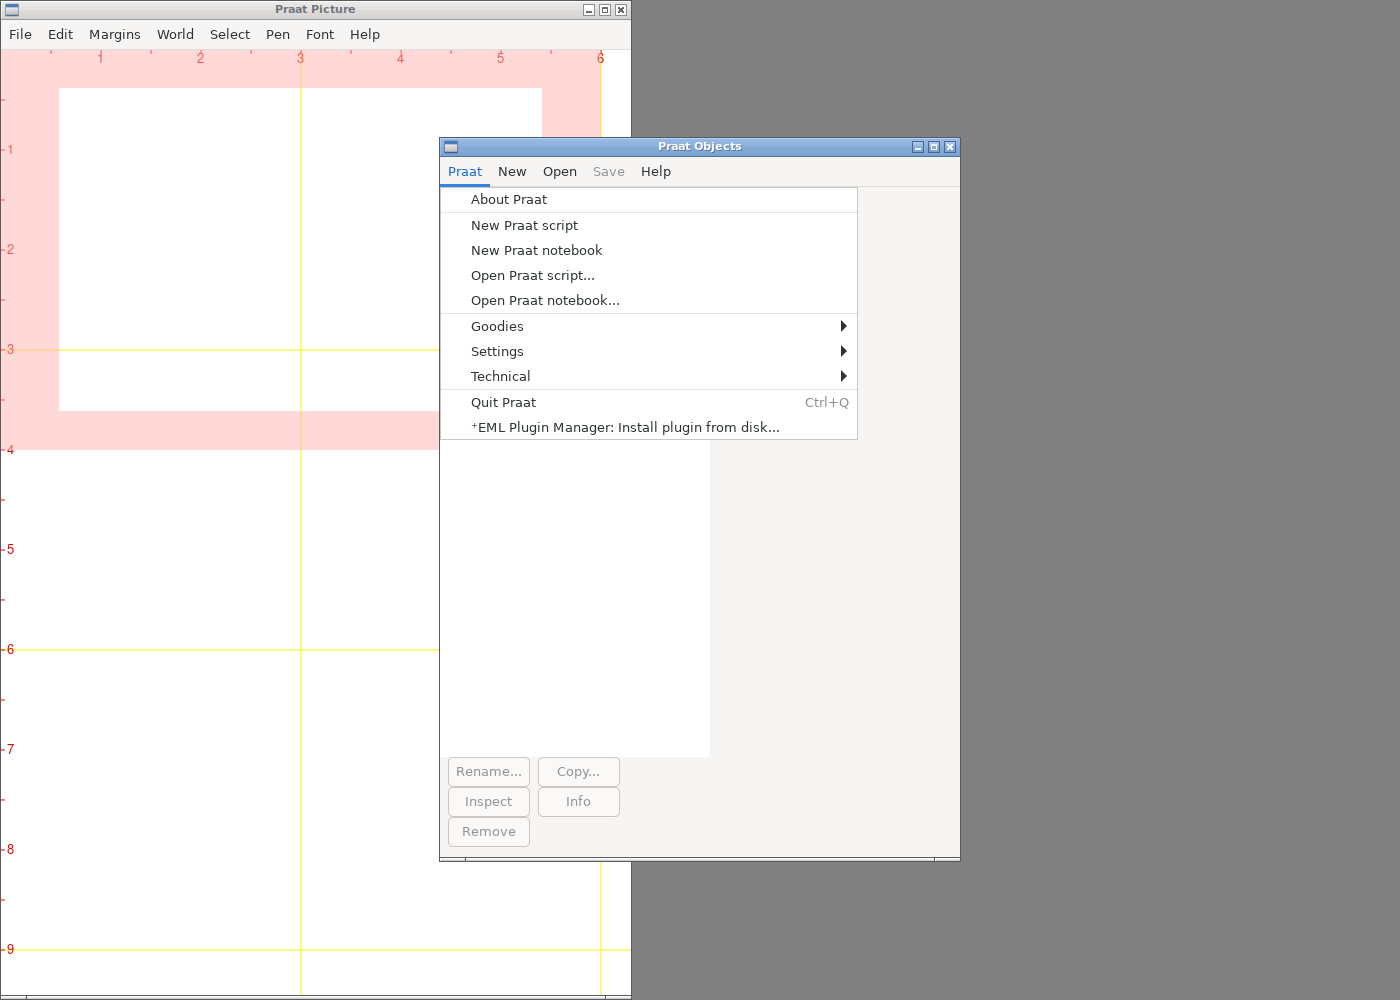 Praat Picture
File Edit Margins World Select Pen Font Help
1 2 3 4 5 6
1
2
3
4
5
6
7
8
9
Praat Objects
Praat New Open Save Help
About Praat
New Praat script
New Praat notebook
Open Praat script...
Open Praat notebook...
Goodies
Settings
Technical
Quit Praat Ctrl+Q
⁺EML Plugin Manager: Install plugin from disk...
Rename... Copy...
Inspect Info
Remove